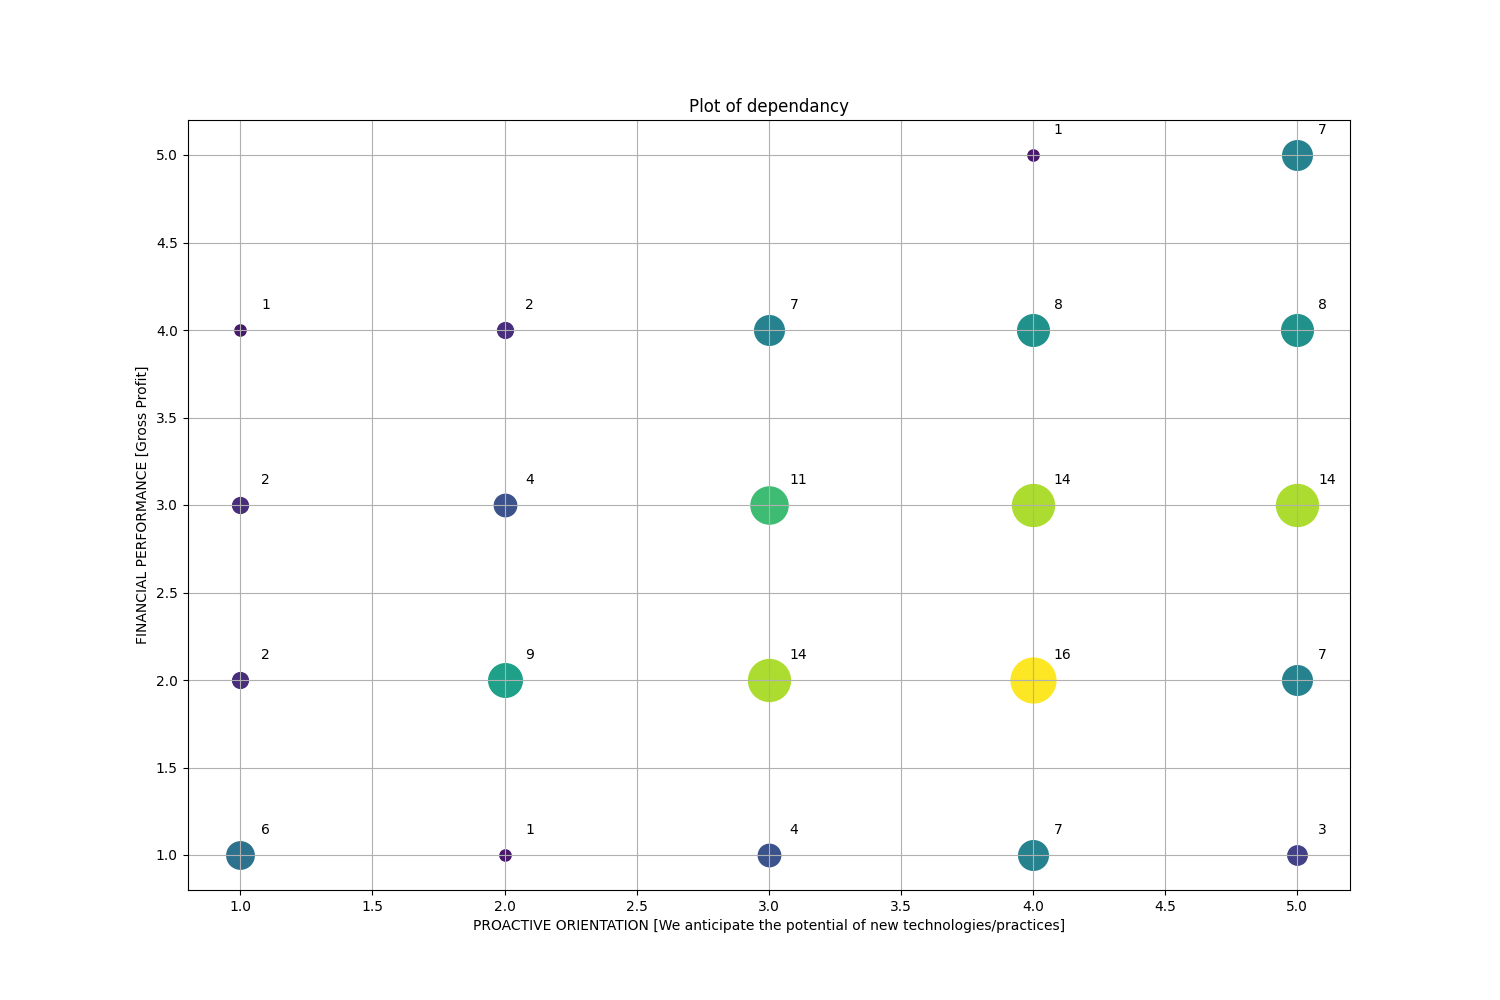 Plot of dependancy
1 7
5.0
4.5
1 2 7 8 8
4.0
3.5
2 4 11 14 14
3.0
2.5
2 9 14 16 7
2.0
1.5
6 1 4 7 3
1.0
1.0 1.5 2.0 2.5 3.0 3.5 4.0 4.5 5.0
PROACTIVE ORIENTATION [We anticipate the potential of new technologies/practices]
FINANCIAL PERFORMANCE [Gross Profit]